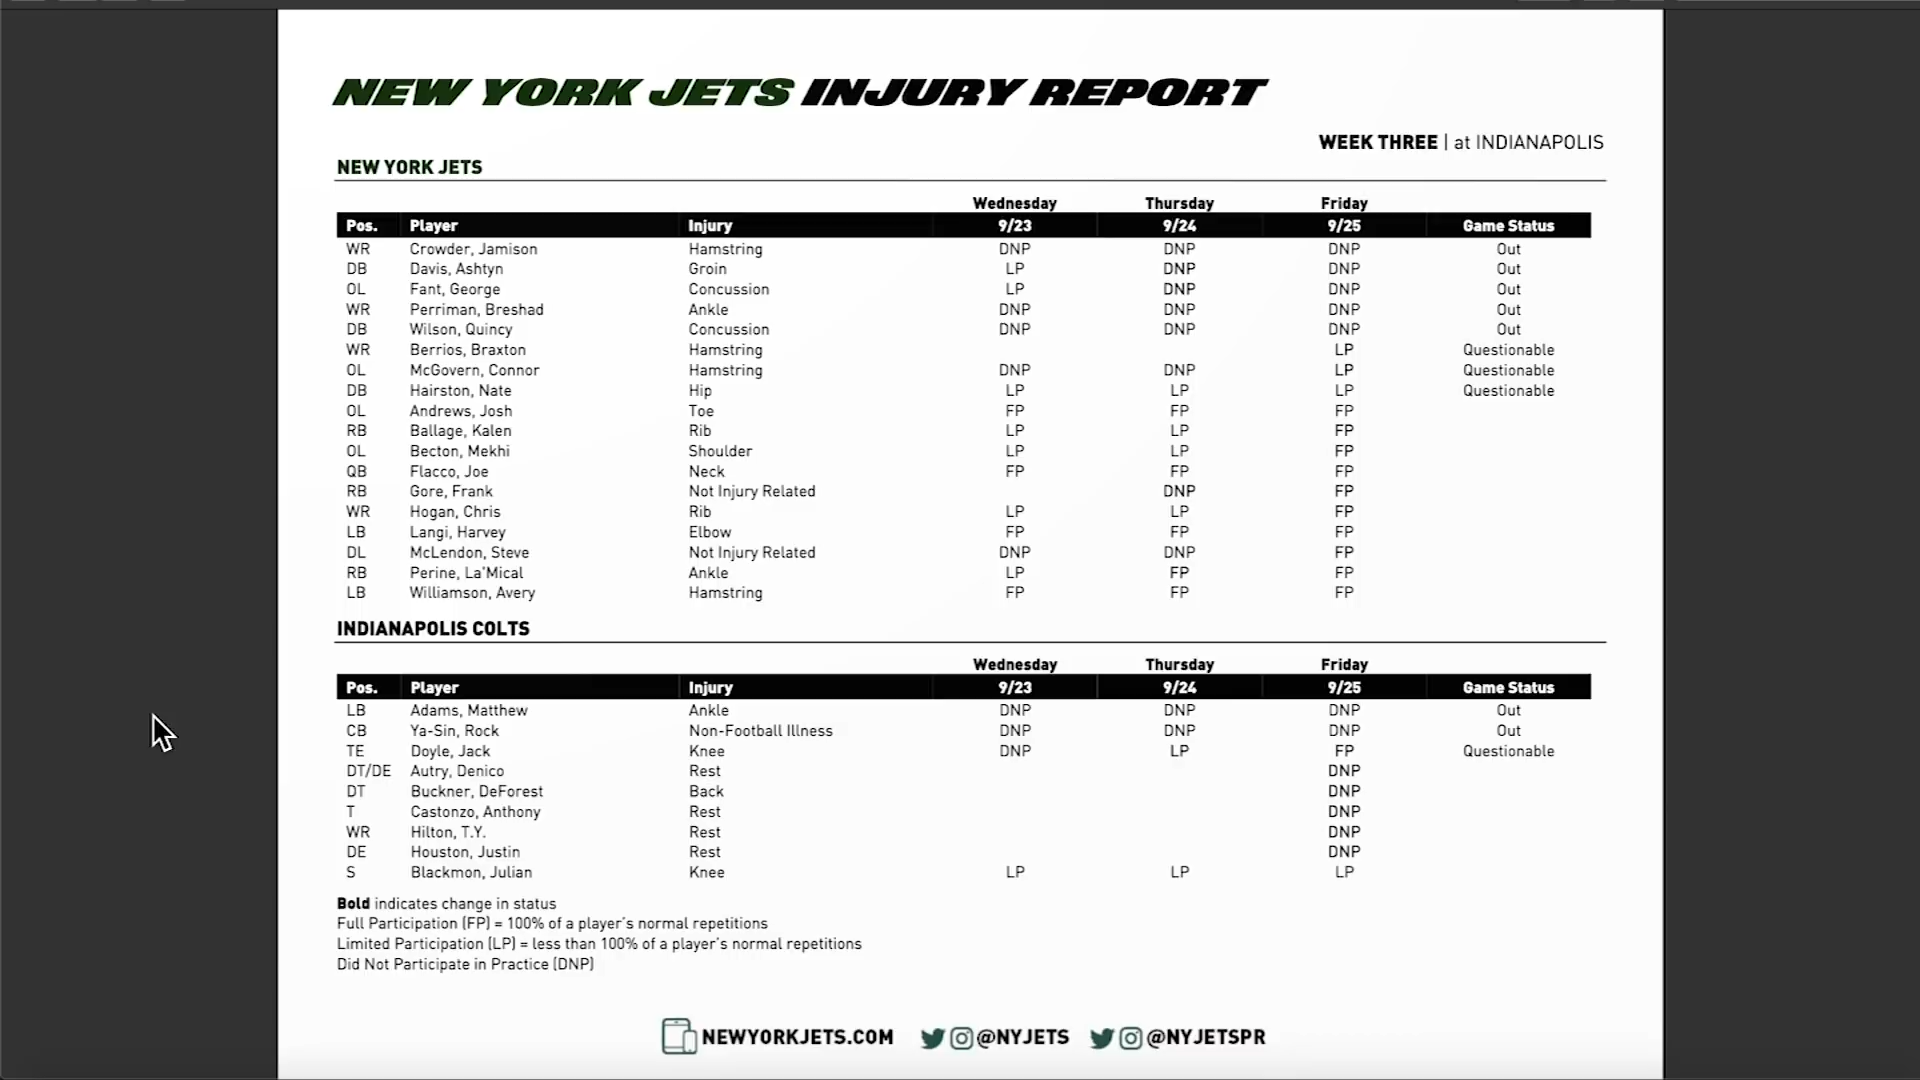 NEW YORK JETS INJURY REPORT
WEEK THREE | at INDIANAPOLIS
NEW YORK JETS
Wednesday Thursday Friday
Pos. Player Injury 9/23 9/24 9/25 Game Status
WR Crowder, Jamison Hamstring DNP DNP DNP Out
DB Davis, Ashtyn Groin LP DNP DNP Out
OL Fant, George Concussion LP DNP DNP Out
WR Perriman, Breshad Ankle DNP DNP DNP Out
DB Wilson, Quincy Concussion DNP DNP DNP Out
WR Berrios, Braxton Hamstring LP Questionable
OL McGovern, Connor Hamstring DNP DNP LP Questionable
DB Hairston, Nate Hip LP LP LP Questionable
OL Andrews, Josh Toe FP FP FP
RB Ballage, Kalen Rib LP LP FP
OL Becton, Mekhi Shoulder LP LP FP
QB Flacco, Joe Neck FP FP FP
RB Gore, Frank Not Injury Related DNP FP
WR Hogan, Chris Rib LP LP FP
LB Langi, Harvey Elbow FP FP FP
DL McLendon, Steve Not Injury Related DNP DNP FP
RB Perine, La'Mical Ankle LP FP FP
LB Williamson, Avery Hamstring FP FP FP
INDIANAPOLIS COLTS
Wednesday Thursday Friday
Pos. Player Injury 9/23 9/24 9/25 Game Status
LB Adams, Matthew Ankle DNP DNP DNP Out
CB Ya-Sin, Rock Non-Football Illness DNP DNP DNP Out
TE Doyle, Jack Knee DNP LP FP Questionable
DT/DE Autry, Denico Rest DNP
DT Buckner, DeForest Back DNP
T Castonzo, Anthony Rest DNP
WR Hilton, T.Y. Rest DNP
DE Houston, Justin Rest DNP
S Blackmon, Julian Knee LP LP LP
Bold indicates change in status
Full Participation (FP) = 100% of a player's normal repetitions
Limited Participation (LP) = less than 100% of a player's normal repetitions
Did Not Participate in Practice (DNP)
NEWYORKJETS.COM @NYJETS @NYJETSPR